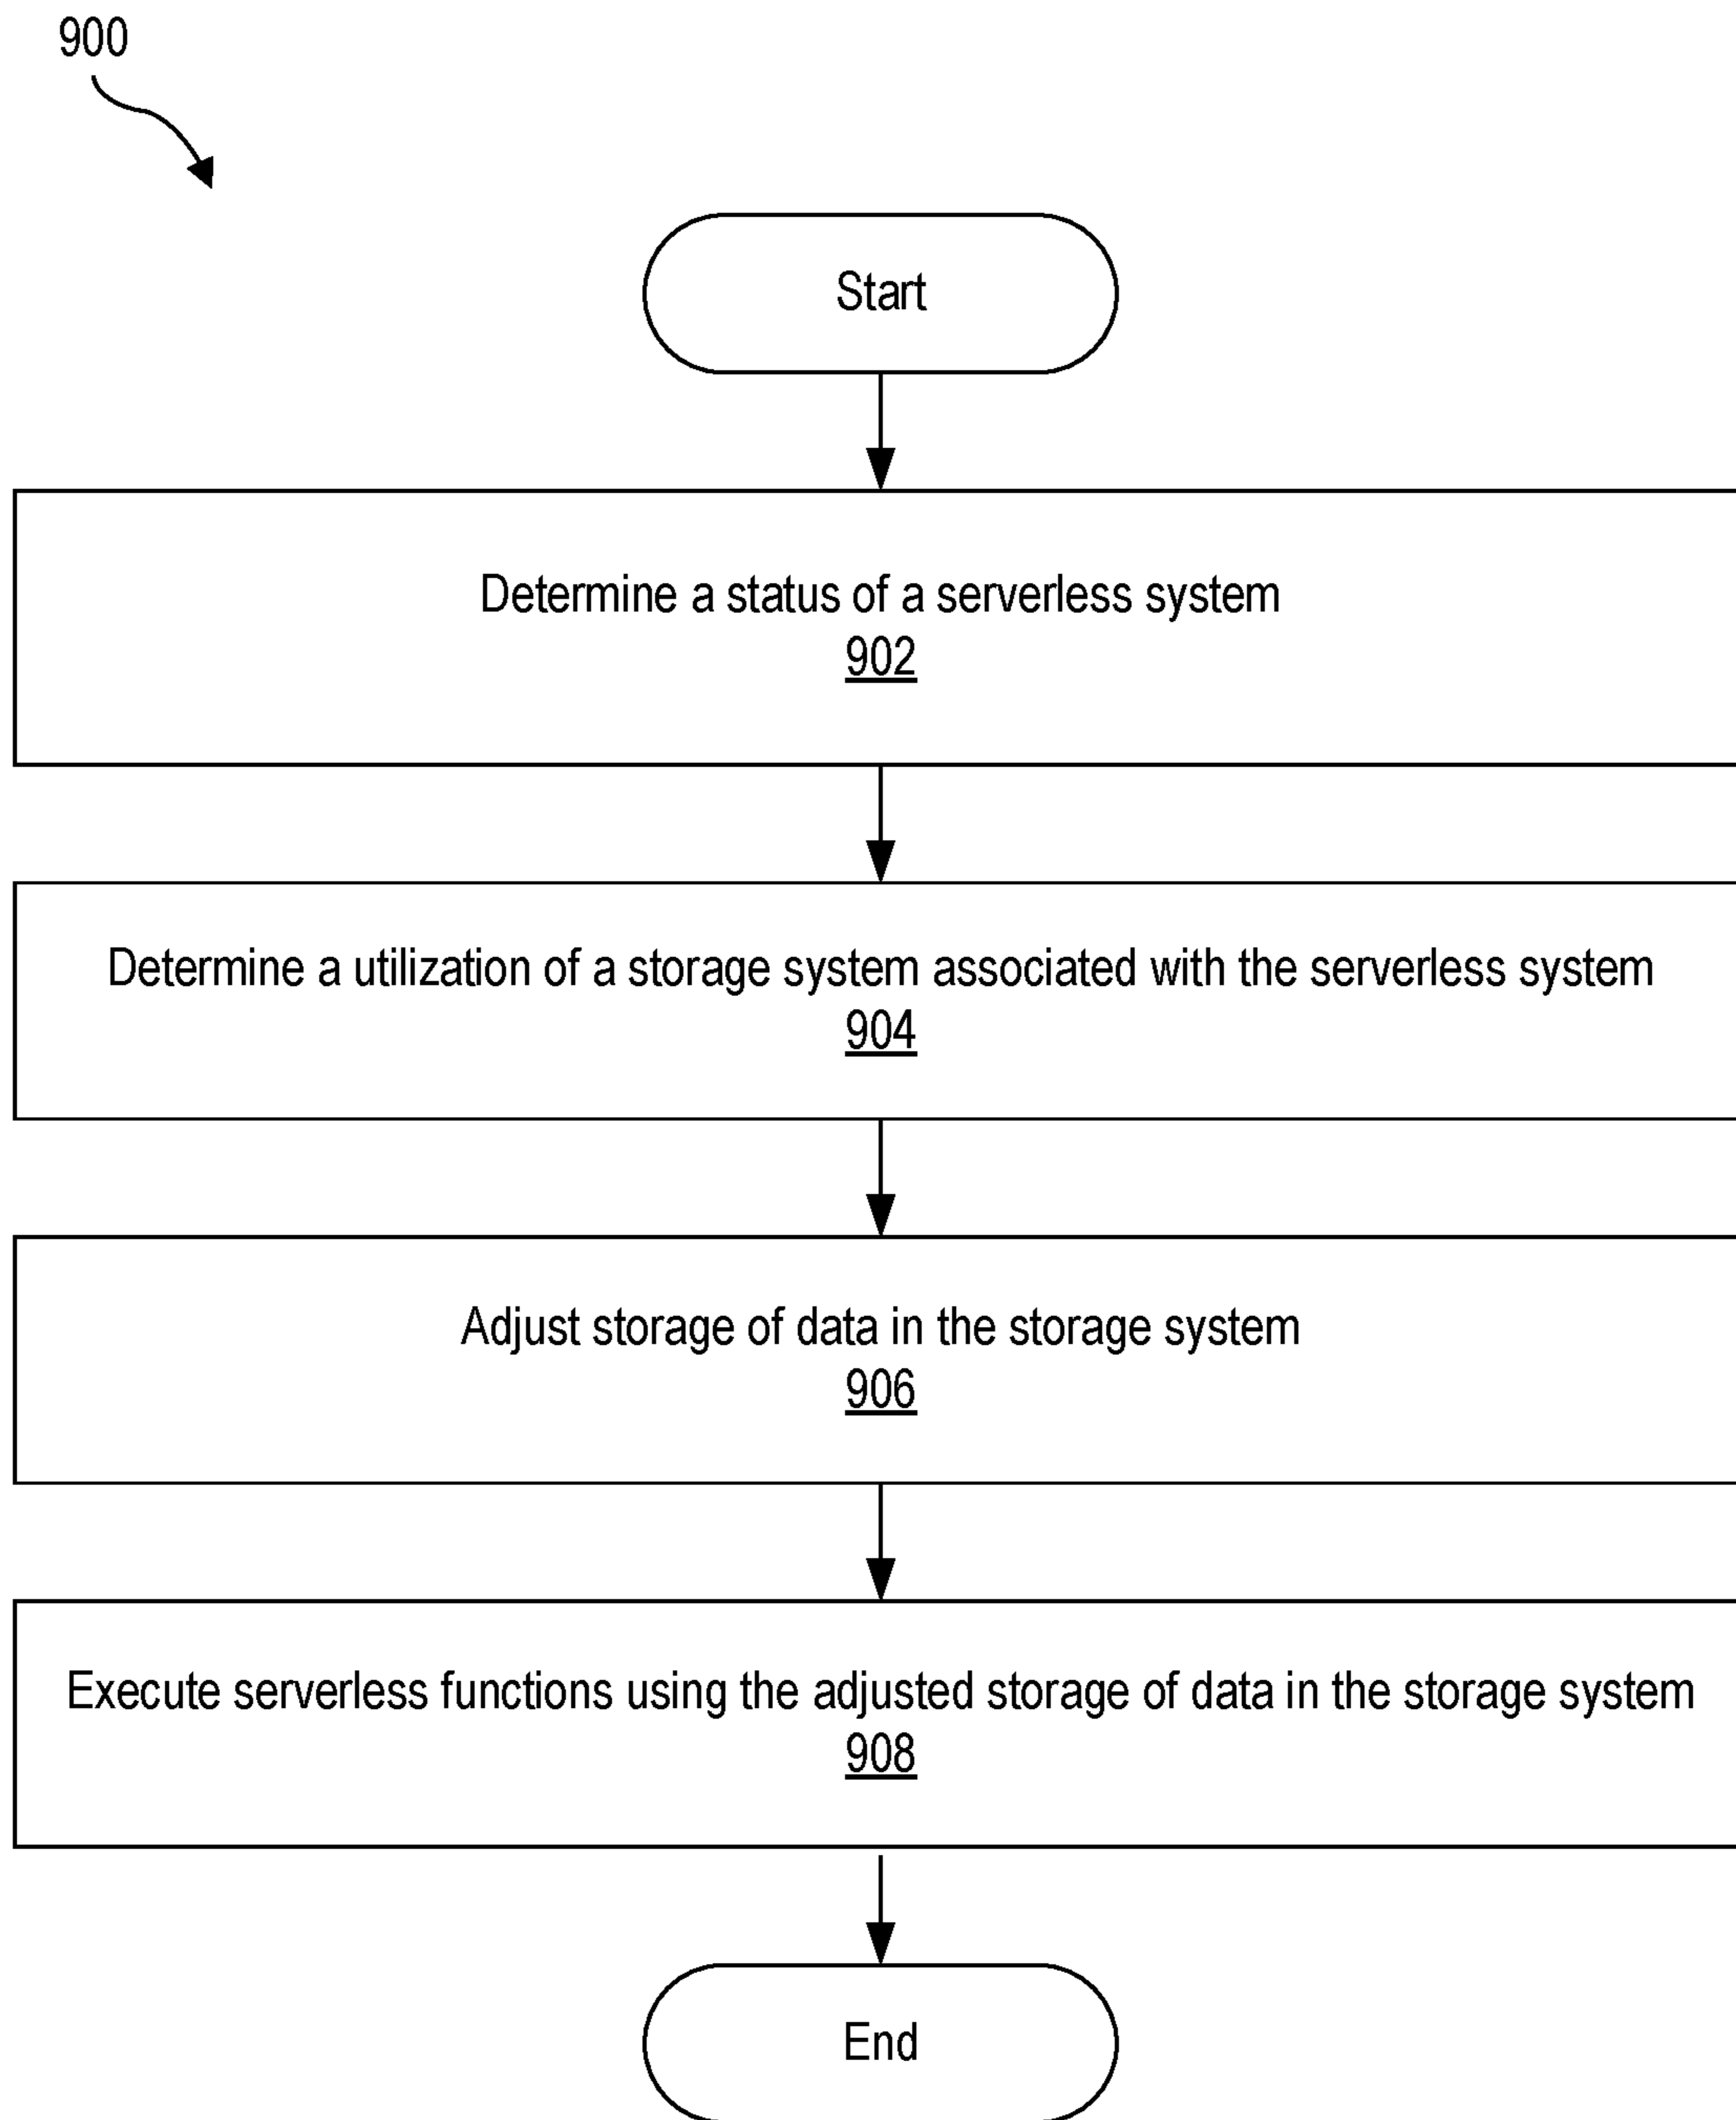 900
Start
Determine a status of a serverless system
902
Determine a utilization of a storage system associated with the serverless system
904
Adjust storage of data in the storage system
906
Execute serverless functions using the adjusted storage of data in the storage system
908
End